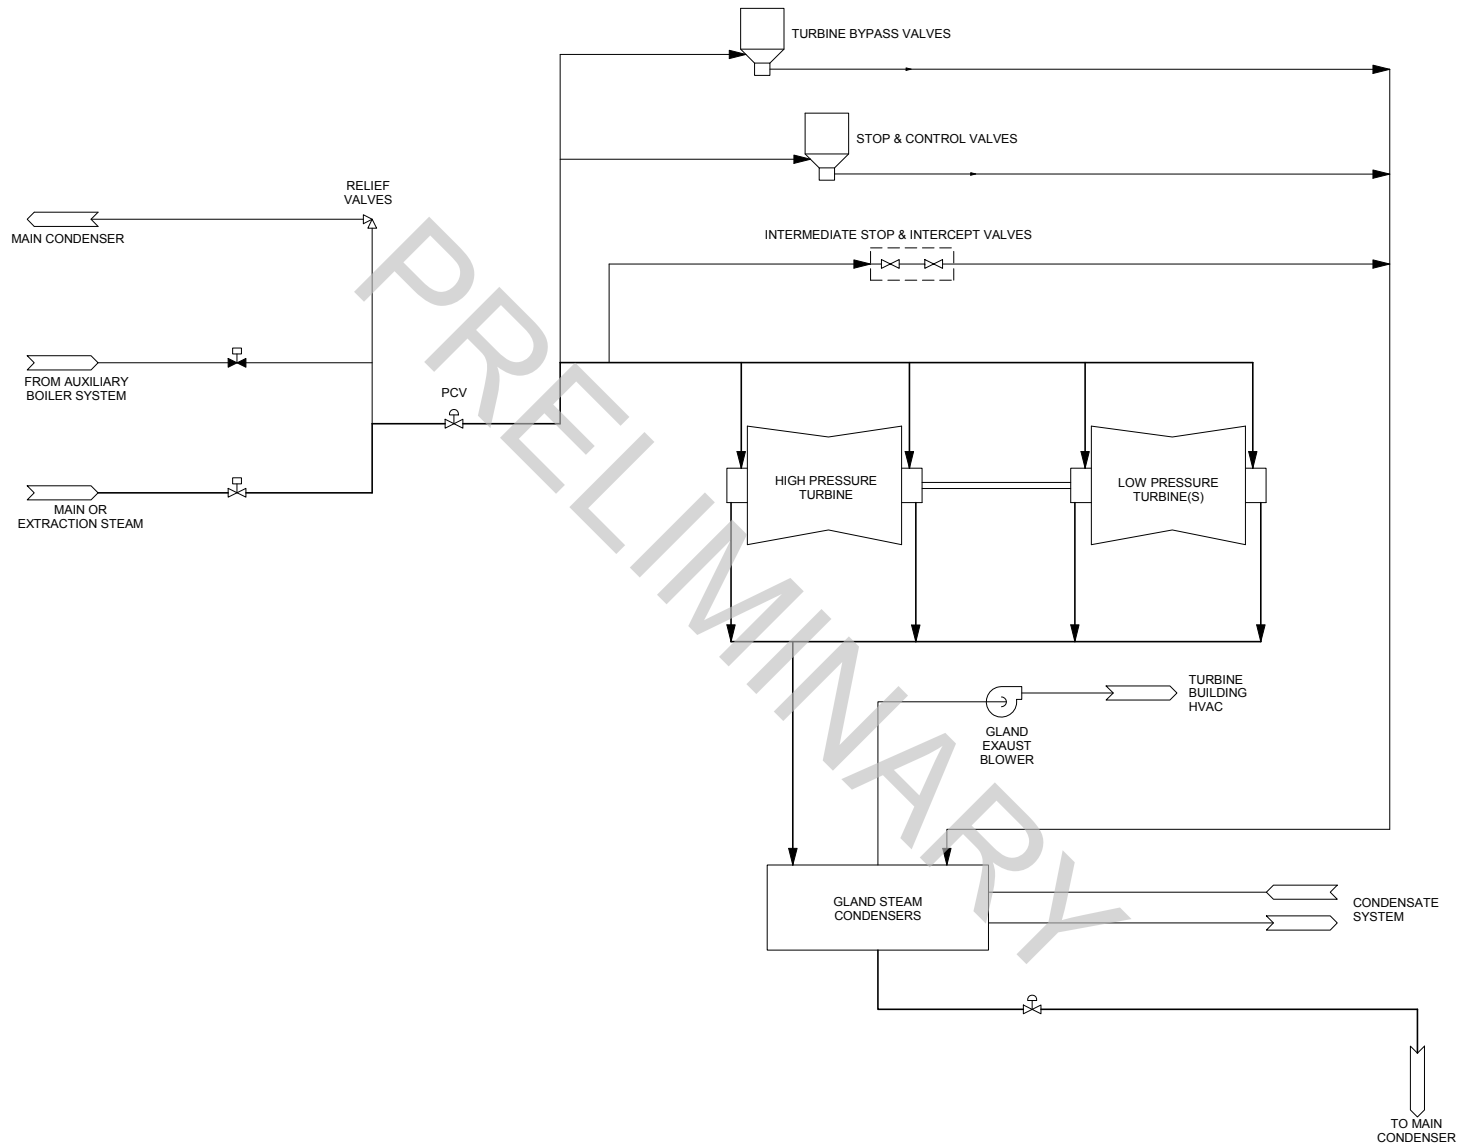 TURBINE BYPASS VALVES
STOP & CONTROL VALVES
RELIEF
VALVES
MAIN CONDENSER
INTERMEDIATE STOP & INTERCEPT VALVES
FROM AUXILIARY
BOILER SYSTEM
PCV
MAIN OR
EXTRACTION STEAM
HIGH PRESSURE
TURBINE
LOW PRESSURE
TURBINE(S)
PRELIMINARY
TURBINE
BUILDING
HVAC
GLAND
EXAUST
BLOWER
GLAND STEAM
CONDENSERS
CONDENSATE
SYSTEM
TO MAIN
CONDENSER